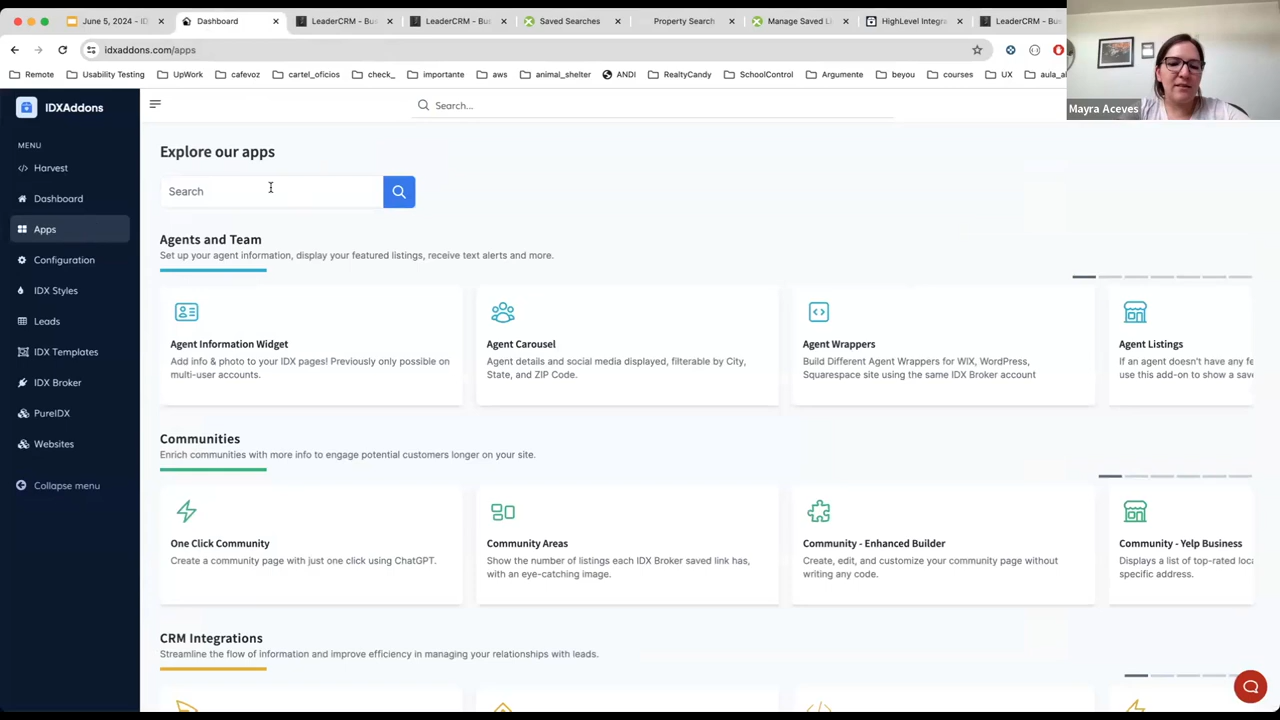 June 5, 2024 - ID
Dashboard
LeaderCRM - Bus
LeaderCRM - Bus
Saved Searches
Property Search
Manage Saved Li
HighLevel Integra
LeaderCRM - Bus
idxaddons.com/apps
Remote
Usability Testing
UpWork
cafevoz
cartel_oficios
check_
importante
aws
animal_shelter
ANDI
RealtyCandy
SchoolControl
Argumente
beyou
courses
UX
Mayra Aceves
IDXAddons
Search...
MENU
Harvest
Dashboard
Apps
Configuration
IDX Styles
Leads
IDX Templates
IDX Broker
PureIDX
Websites
Collapse menu
Explore our apps
Search
Agents and Team
Set up your agent information, display your featured listings, receive text alerts and more.
Agent Information Widget
Add info & photo to your IDX pages! Previously only possible on
multi-user accounts.
Agent Carousel
Agent details and social media displayed, filterable by City,
State, and ZIP Code.
Agent Wrappers
Build Different Agent Wrappers for WIX, WordPress,
Squarespace site using the same IDX Broker account
Agent Listings
If an agent doesn't have any fe
use this add-on to show a save
Communities
Enrich communities with more info to engage potential customers longer on your site.
One Click Community
Create a community page with just one click using ChatGPT.
Community Areas
Show the number of listings each IDX Broker saved link has,
with an eye-catching image.
Community - Enhanced Builder
Create, edit, and customize your community page without
writing any code.
Community - Yelp Business
Displays a list of top-rated loca
specific address.
CRM Integrations
Streamline the flow of information and improve efficiency in managing your relationships with leads.